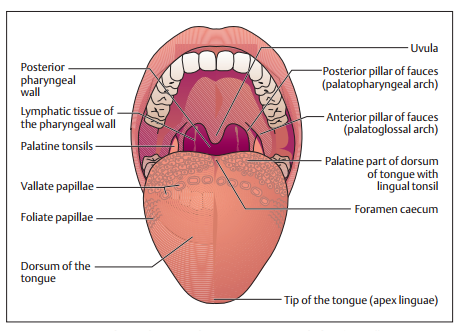 Posterior
pharyngeal
wall
Lymphatic tissue of
the pharyngeal wall
Palatine tonsils
Vallate papillae
Foliate papillae
Dorsum of the
tongue
Uvula
Posterior pillar of fauces
(palatopharyngeal arch)
Anterior pillar of fauces
(palatoglossal arch)
Palatine part of dorsum
of tongue with
lingual tonsil
Foramen caecum
Tip of the tongue (apex linguae)